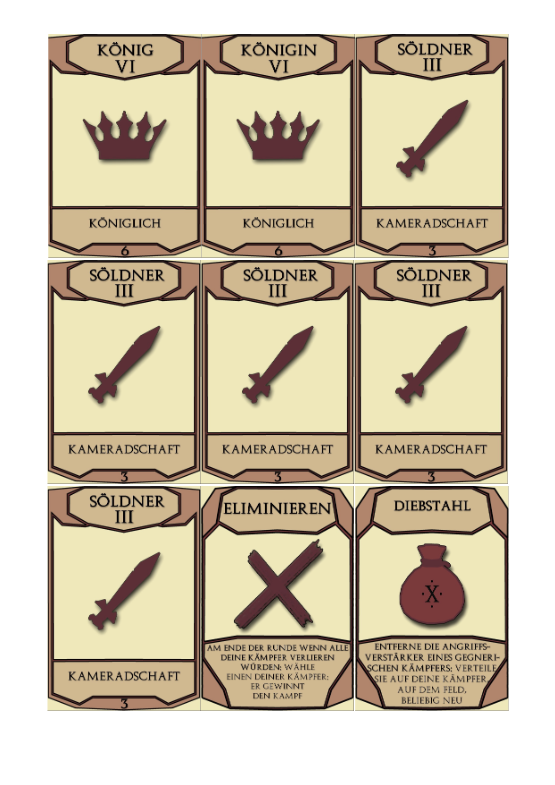 KÖNIG
VI
KÖNIGLICH
6
KÖNIGIN
VI
KÖNIGLICH
6
SÖLDNER
III
KAMERADSCHAFT
3
SÖLDNER
III
KAMERADSCHAFT
3
SÖLDNER
III
KAMERADSCHAFT
3
SÖLDNER
III
KAMERADSCHAFT
3
SÖLDNER
III
KAMERADSCHAFT
3
ELIMINIEREN
AM ENDE DER RUNDE WENN ALLE
DEINE KÄMPFER VERLIEREN
WÜRDEN: WÄHLE
EINEN DEINER KÄMPFER:
ER GEWINNT
DEN KAMPF
DIEBSTAHL
X
ENTFERNE DIE ANGRIFFS-
VERSTÄRKER EINES GEGNERI-
SCHEN KÄMPFERS; VERTEILE
SIE AUF DEINE KÄMPFER,
AUF DEM FELD,
BELIEBIG NEU